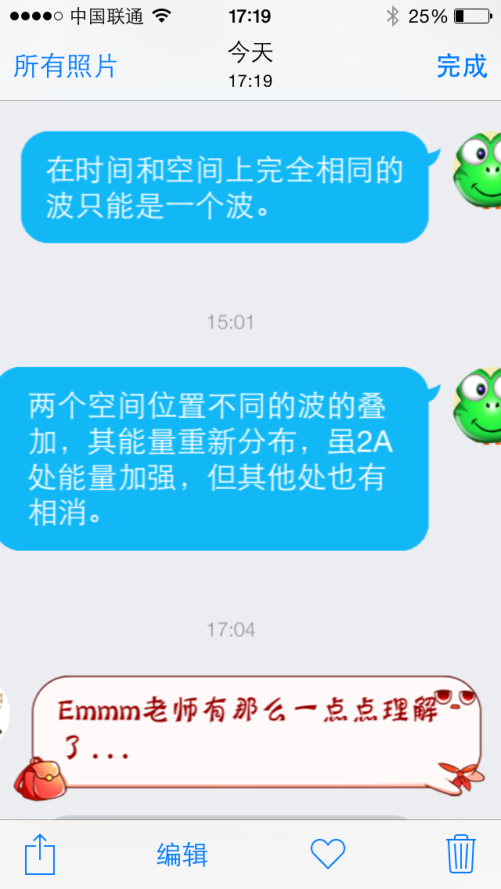 中国联通 17:19 25%
所有照片 今天 完成
17:19
在时间和空间上完全相同的
波只能是一个波。
15:01
两个空间位置不同的波的叠
加，其能量重新分布，虽2A
处能量加强，但其他处也有
相消。
17:04
Emmm老师有那么一点点理解
了...
编辑